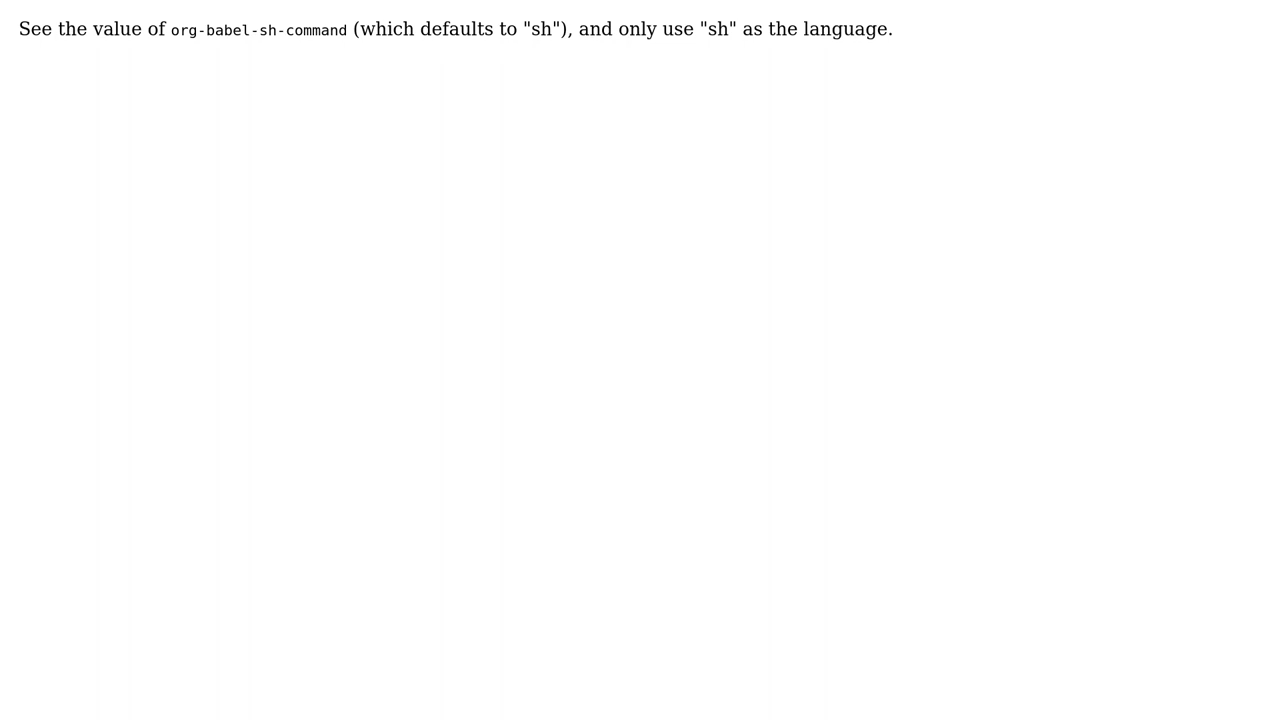 See the value of org-babel-sh-command (which defaults to "sh"), and only use "sh" as the language.